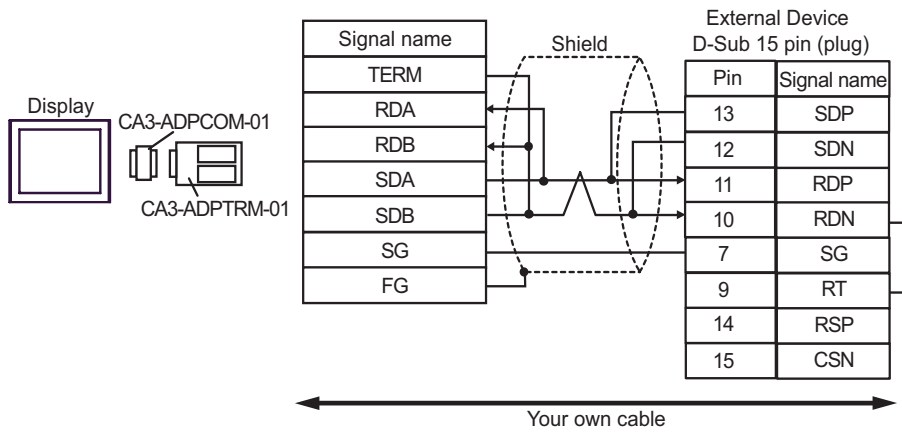 External Device
D-Sub 15 pin (plug)
Signal name
Shield
Pin Signal name
TERM
RDA
RDB
SDA
SDB
SG
FG
13 SDP
12 SDN
11 RDP
10 RDN
7 SG
9 RT
14 RSP
15 CSN
Display
CA3-ADPCOM-01
CA3-ADPTRM-01
Your own cable